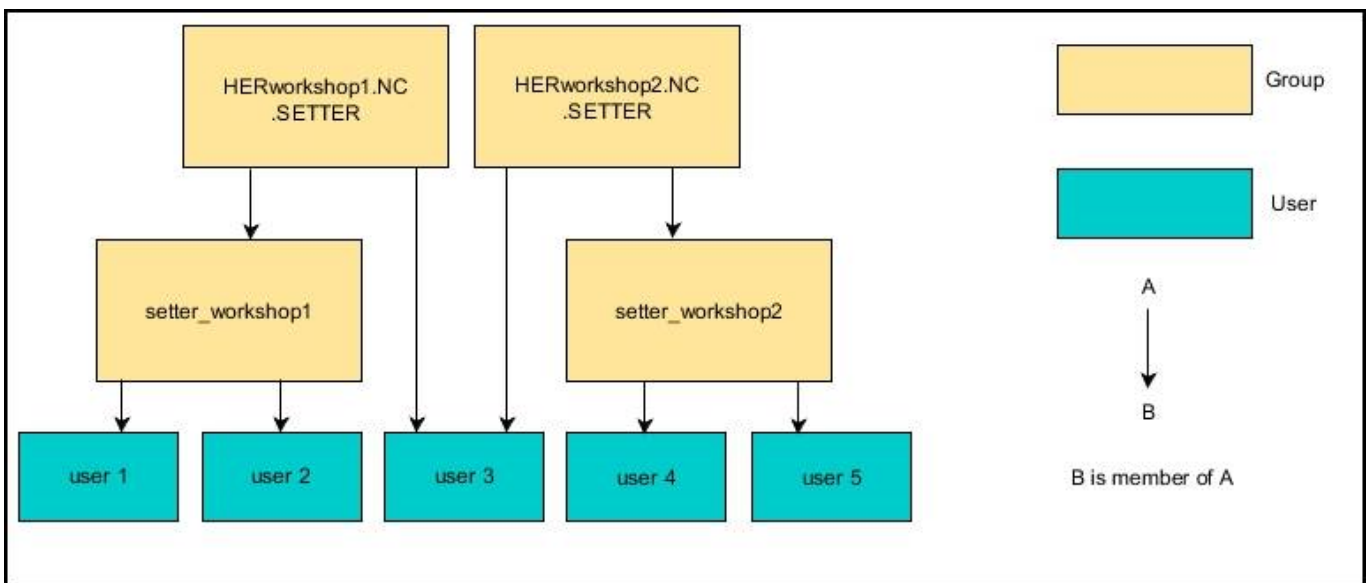 HERworkshop1.NC
.SETTER
HERworkshop2.NC
.SETTER
Group
User
setter_workshop1
setter_workshop2
A
B
user 1
user 2
user 3
user 4
user 5
B is member of A